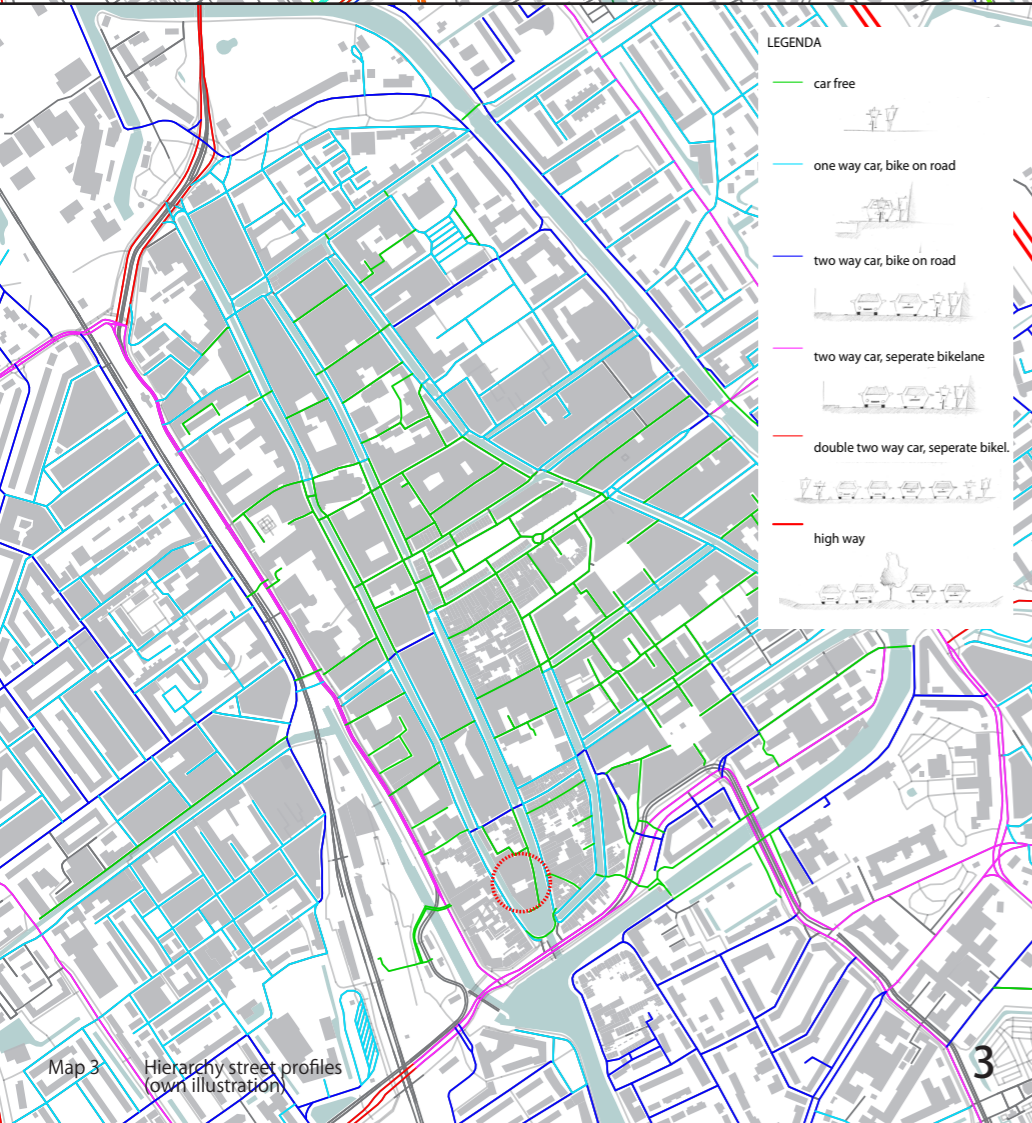 LEGENDA
car free
one way car, bike on road
two way car, bike on road
two way car, seperate bikelane
double two way car, seperate bikel.
high way
Map 3 Hierarchy street profiles
(own illustration)
3